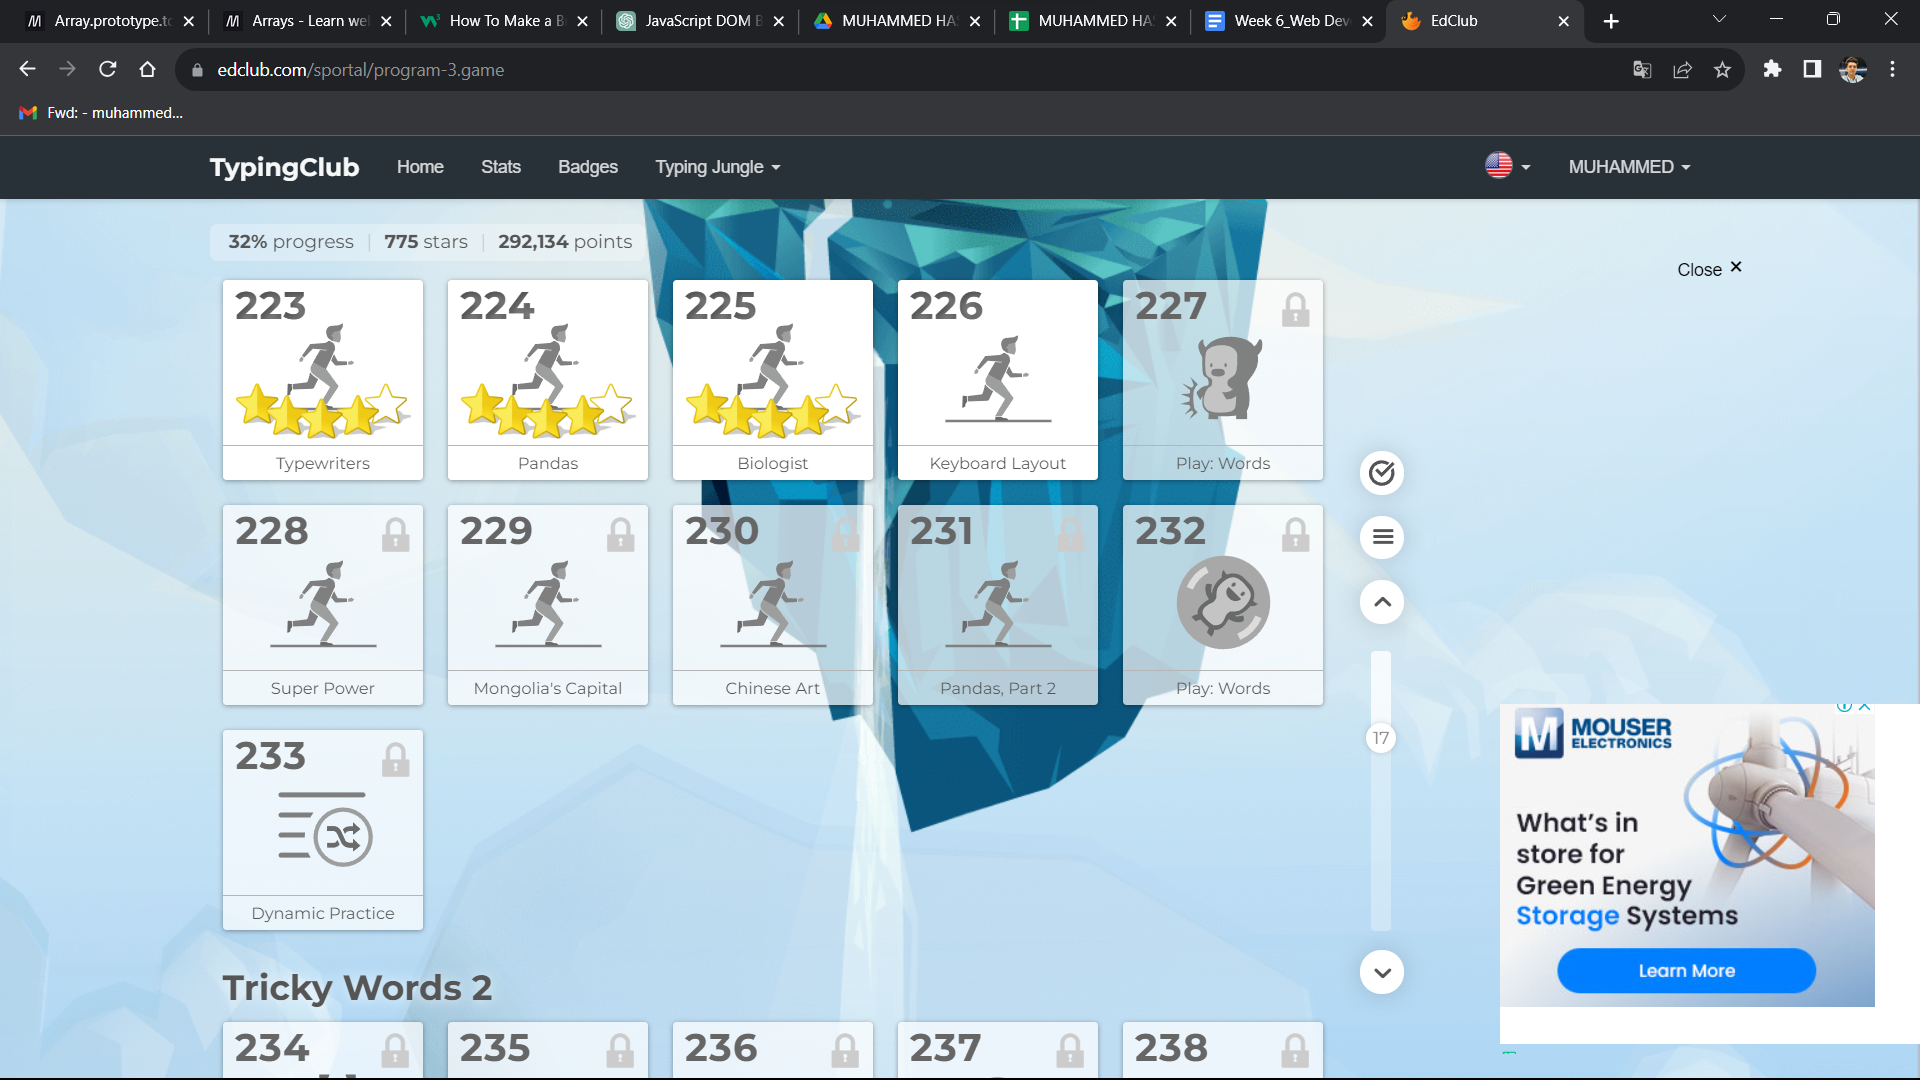 Array.prototype.to
Arrays - Learn we
How To Make a B
JavaScript DOM E
MUHAMMED HAS
MUHAMMED HAS
Week 6_Web Dev
EdClub
edclub.com/sportal/program-3.game
Fwd: - muhammed...
TypingClub
Home
Stats
Badges
Typing Jungle
MUHAMMED
32% progress
775 stars
292,134 points
Close
223
224
225
226
227
Typewriters
Pandas
Biologist
Keyboard Layout
Play: Words
228
229
230
231
232
Super Power
Mongolia's Capital
Chinese Art
Pandas, Part 2
Play: Words
17
233
Dynamic Practice
MOUSER
ELECTRONICS
What's in
store for
Green Energy
Storage Systems
Learn More
Tricky Words 2
234
235
236
237
238